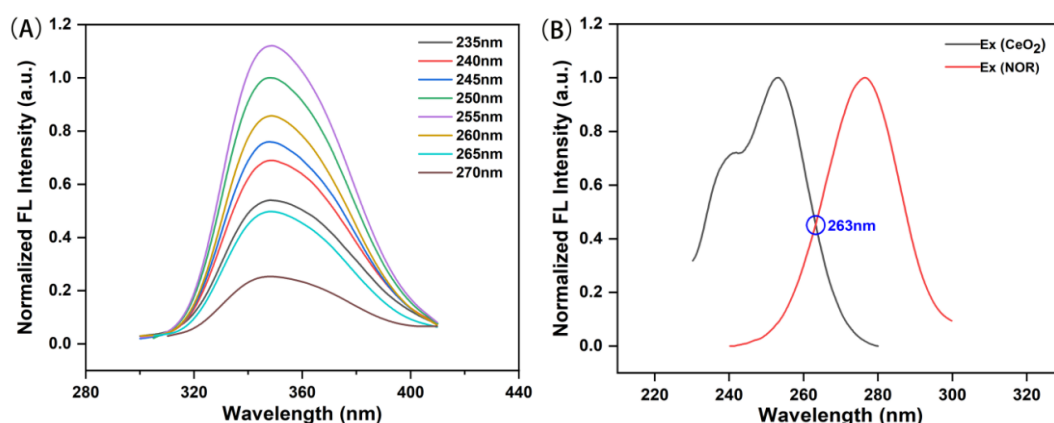 (A)
Normalized FL Intensity (a.u.)
1.2
1.0
0.8
0.6
0.4
0.2
0.0
235nm
240nm
245nm
250nm
255nm
260nm
265nm
270nm
280 320 360 400 440
Wavelength (nm)
(B)
Normalized FL Intensity (a.u.)
1.2
1.0
0.8
0.6
0.4
0.2
0.0
Ex (CeO₂)
Ex (NOR)
263nm
220 240 260 280 300 320
Wavelength (nm)